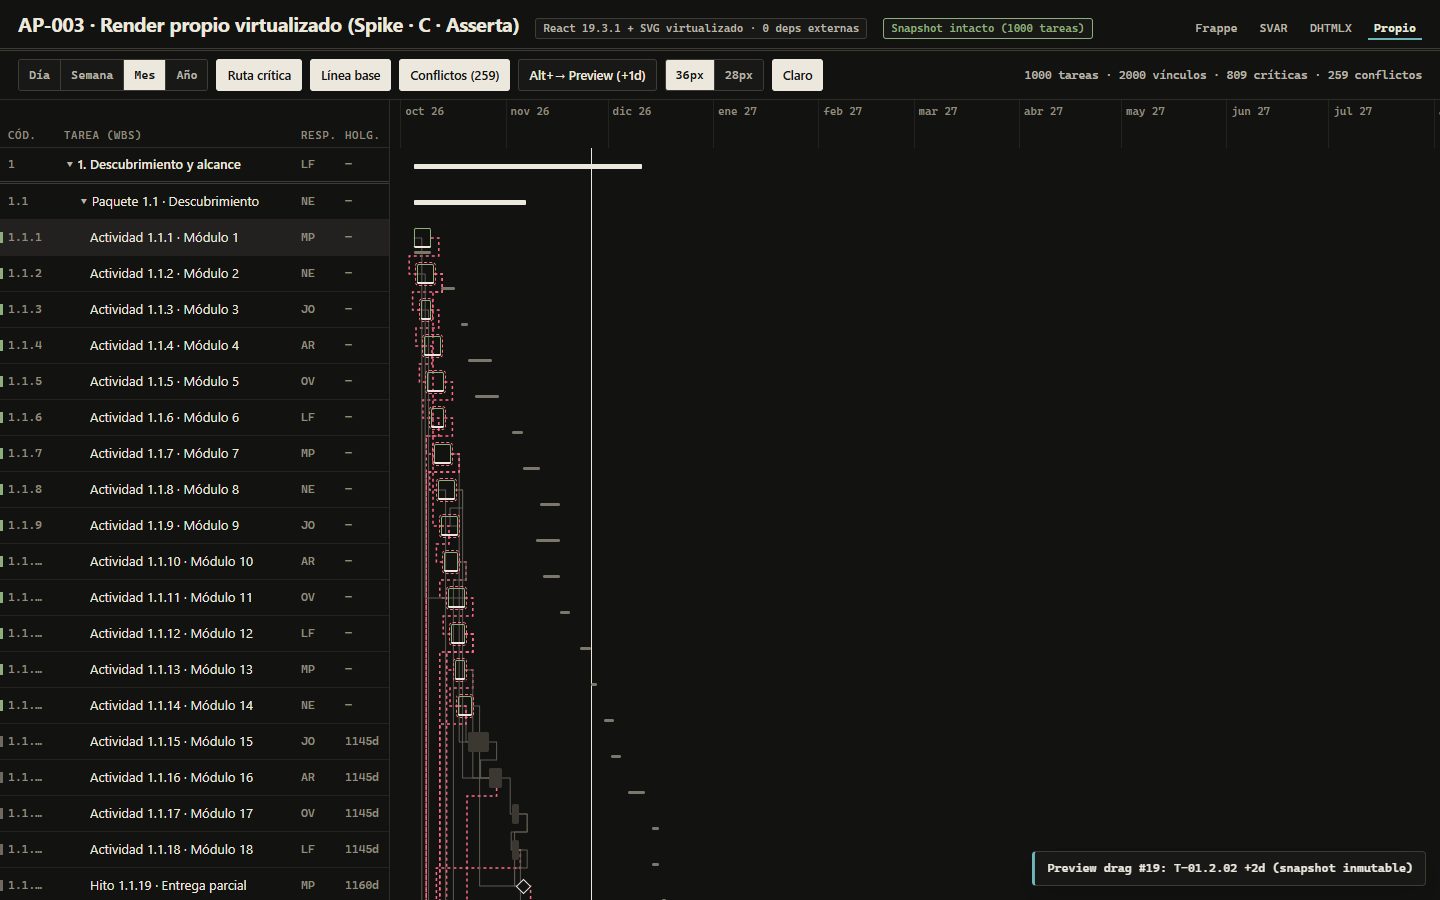 AP-003 · Render propio virtualizado (Spike · C · Asserta)
React 19.3.1 + SVG virtualizado · 0 deps externas
Snapshot intacto (1000 tareas)
Frappe SVAR DHTMLX Propio
Día Semana Mes Año Ruta crítica Línea base Conflictos (259) Alt+→ Preview (+1d) 36px 28px Claro
1000 tareas · 2000 vínculos · 809 críticas · 259 conflictos
oct 26 nov 26 dic 26 ene 27 feb 27 mar 27 abr 27 may 27 jun 27 jul 27
CÓD. TAREA (WBS) RESP. HOLG.
1 ▾ 1. Descubrimiento y alcance LF —
1.1 ▾ Paquete 1.1 · Descubrimiento NE —
1.1.1 Actividad 1.1.1 · Módulo 1 MP —
1.1.2 Actividad 1.1.2 · Módulo 2 NE —
1.1.3 Actividad 1.1.3 · Módulo 3 JO —
1.1.4 Actividad 1.1.4 · Módulo 4 AR —
1.1.5 Actividad 1.1.5 · Módulo 5 OV —
1.1.6 Actividad 1.1.6 · Módulo 6 LF —
1.1.7 Actividad 1.1.7 · Módulo 7 MP —
1.1.8 Actividad 1.1.8 · Módulo 8 NE —
1.1.9 Actividad 1.1.9 · Módulo 9 JO —
1.1.… Actividad 1.1.10 · Módulo 10 AR —
1.1.… Actividad 1.1.11 · Módulo 11 OV —
1.1.… Actividad 1.1.12 · Módulo 12 LF —
1.1.… Actividad 1.1.13 · Módulo 13 MP —
1.1.… Actividad 1.1.14 · Módulo 14 NE —
1.1.… Actividad 1.1.15 · Módulo 15 JO 1145d
1.1.… Actividad 1.1.16 · Módulo 16 AR 1145d
1.1.… Actividad 1.1.17 · Módulo 17 OV 1145d
1.1.… Actividad 1.1.18 · Módulo 18 LF 1145d
1.1.… Hito 1.1.19 · Entrega parcial MP 1160d
Preview drag #19: T-01.2.02 +2d (snapshot inmutable)